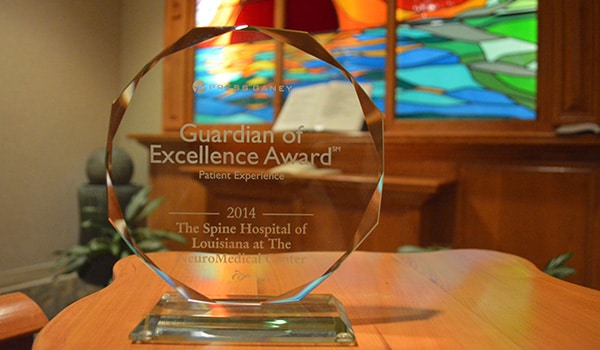 PRESS GANEY
Guardian of
Excellence Award℠
Patient Experience
2014
The Spine Hospital of
Louisiana at The
NeuroMedical Center